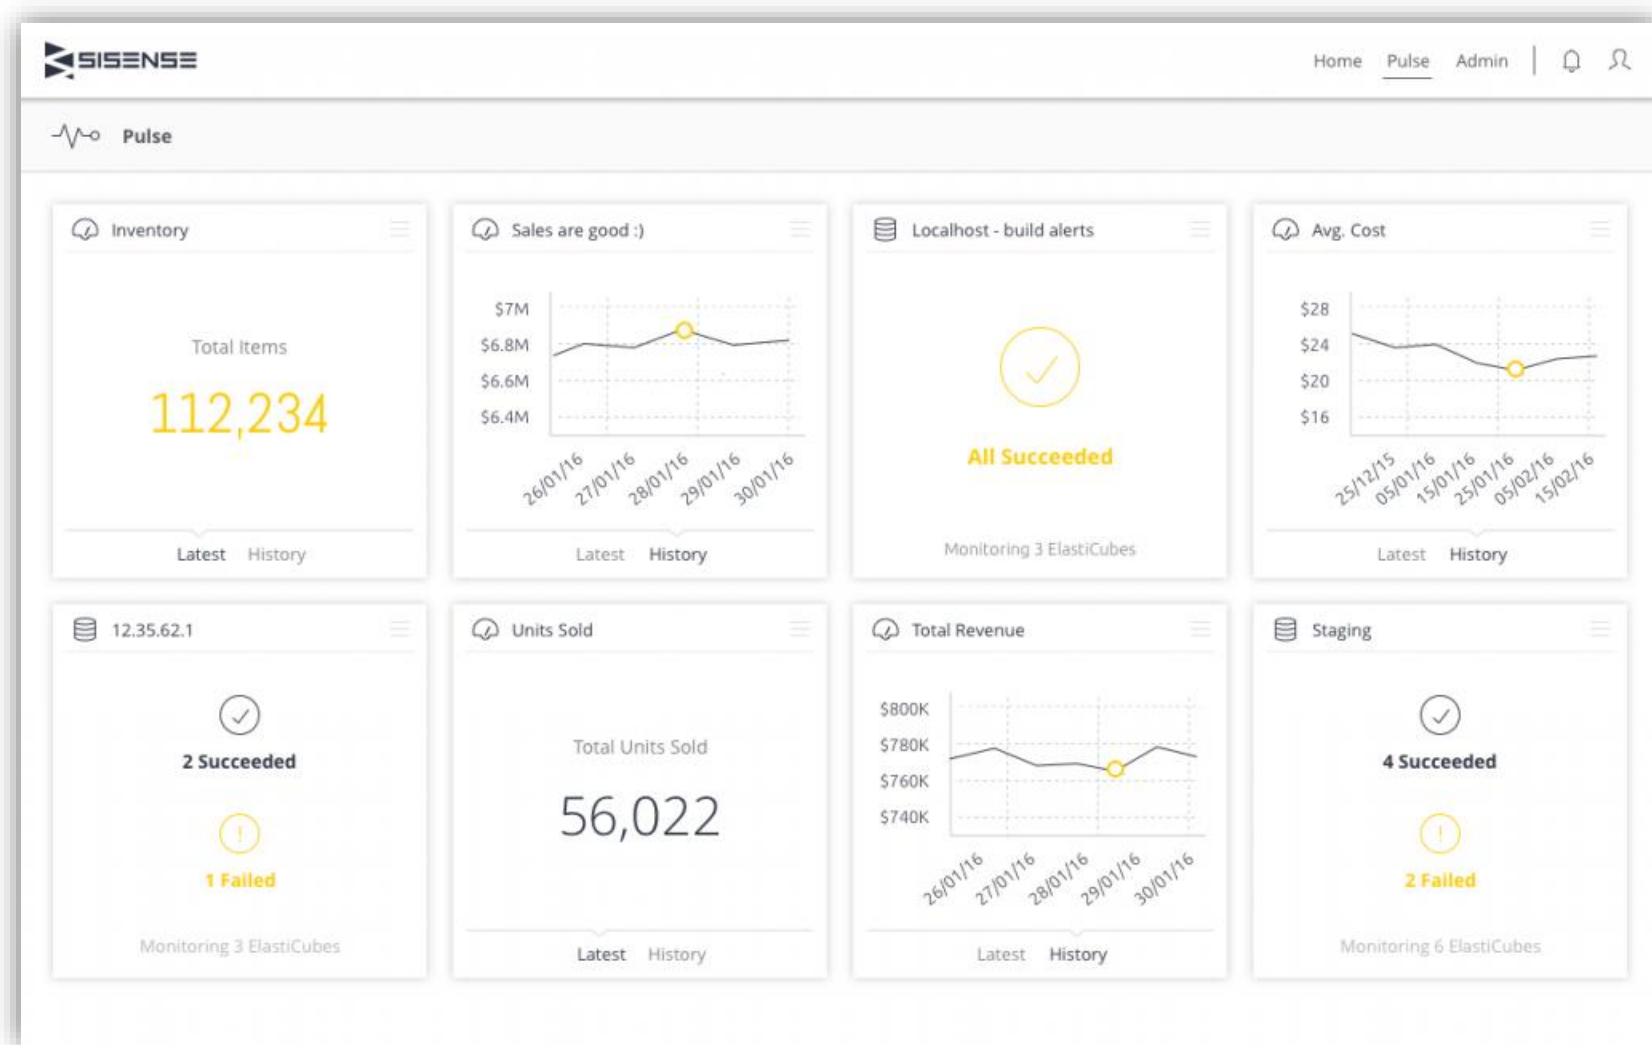 SISENSE
Home Pulse Admin
Pulse
Inventory
Total Items
112,234
Latest History
Sales are good :)
$7M
$6.8M
$6.6M
$6.4M
26/01/16 27/01/16 28/01/16 29/01/16 30/01/16
Latest History
Localhost - build alerts
All Succeeded
Monitoring 3 ElastiCubes
Avg. Cost
$28
$24
$20
$16
25/12/15 05/01/16 15/01/16 25/01/16 05/02/16 15/02/16
Latest History
12.35.62.1
2 Succeeded
1 Failed
Monitoring 3 ElastiCubes
Units Sold
Total Units Sold
56,022
Latest History
Total Revenue
$800K
$780K
$760K
$740K
26/01/16 27/01/16 28/01/16 29/01/16 30/01/16
Latest History
Staging
4 Succeeded
2 Failed
Monitoring 6 ElastiCubes